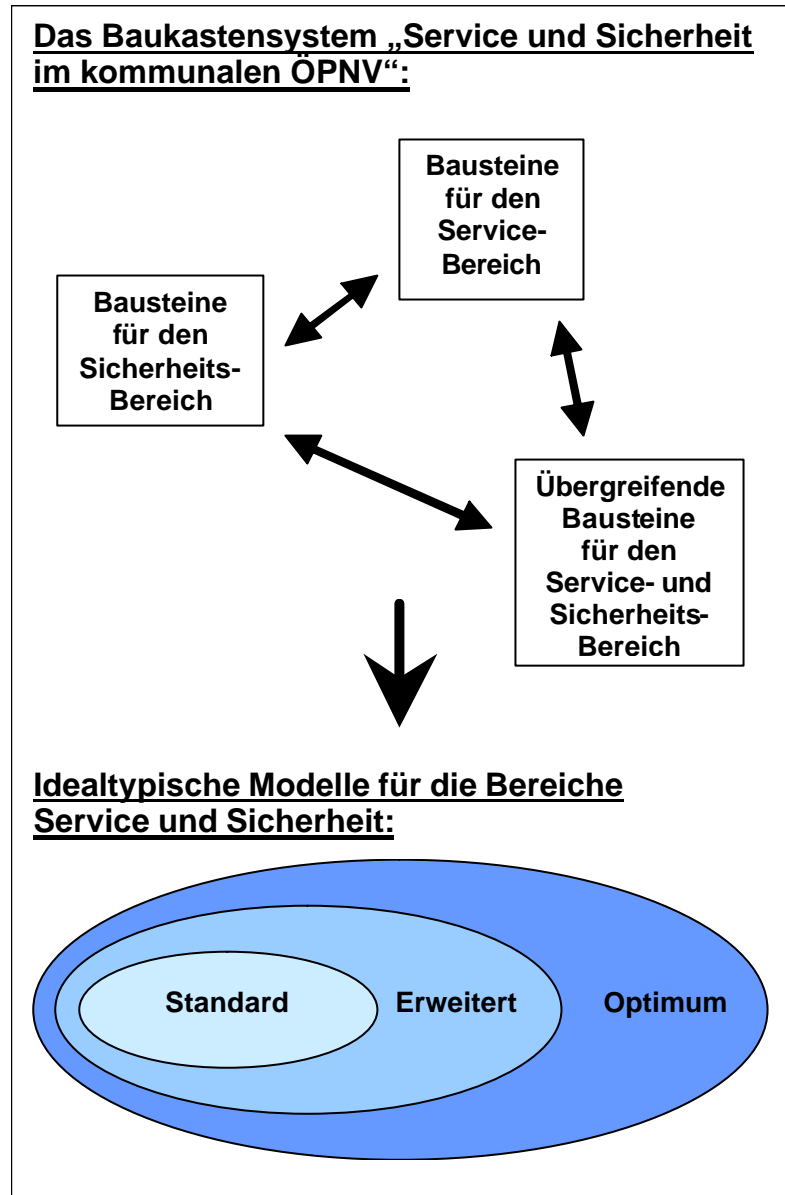 Das Baukastensystem „Service und Sicherheit
im kommunalen ÖPNV“:
Bausteine
für den
Service-
Bereich
Bausteine
für den
Sicherheits-
Bereich
Übergreifende
Bausteine
für den
Service- und
Sicherheits-
Bereich
Idealtypische Modelle für die Bereiche
Service und Sicherheit:
Standard
Erweitert
Optimum